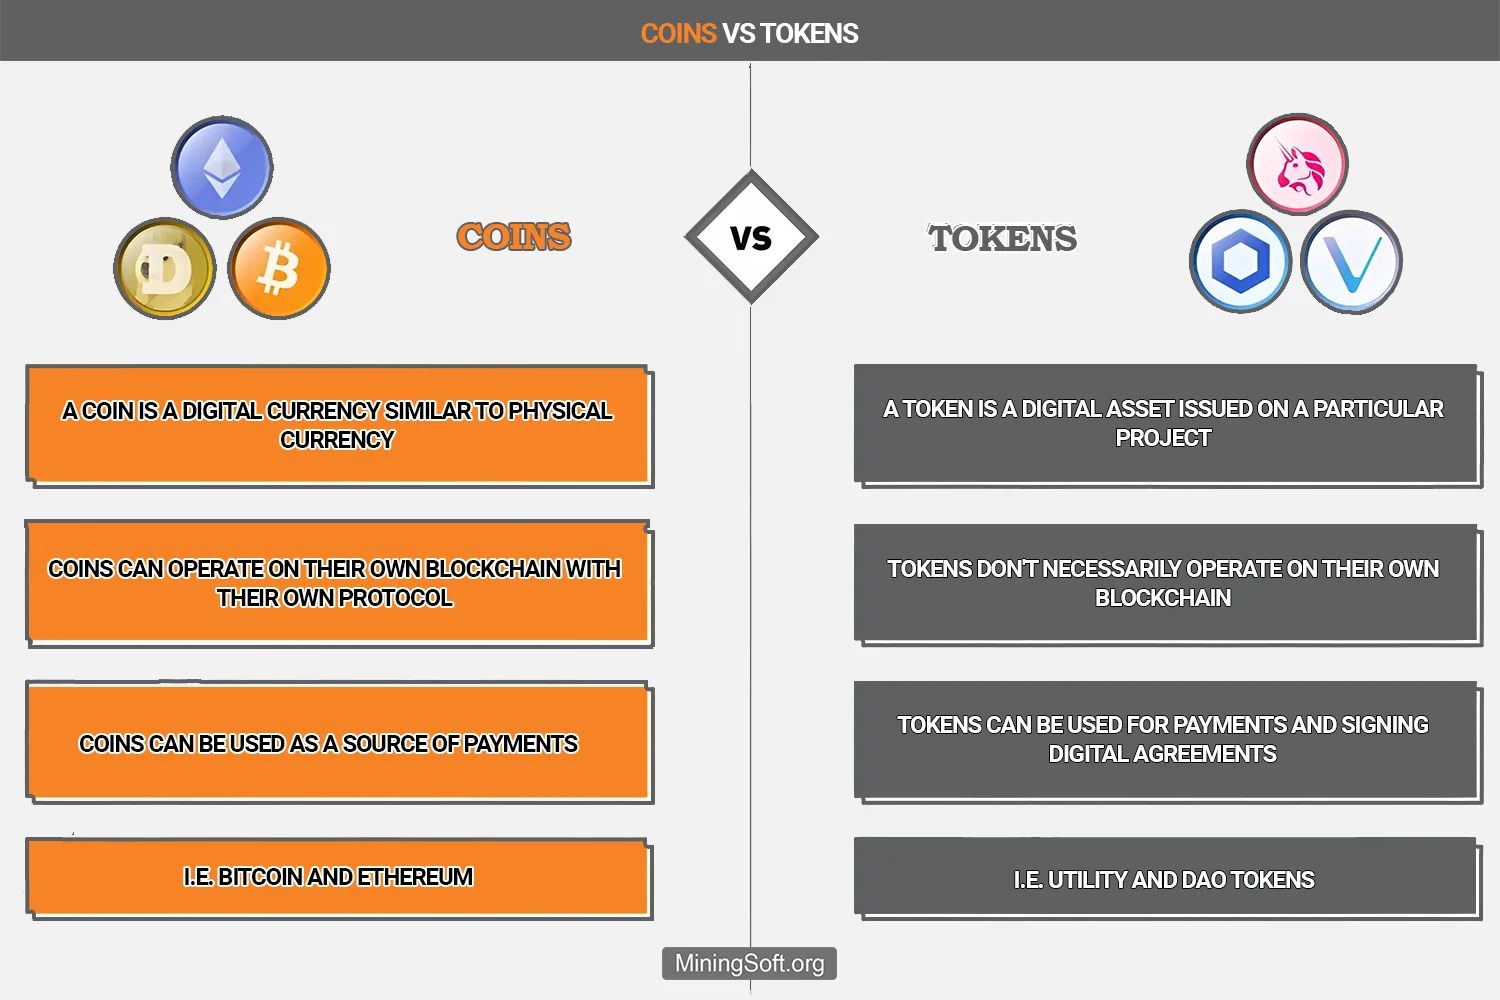 COINS VS TOKENS
COINS
VS
TOKENS
A COIN IS A DIGITAL CURRENCY SIMILAR TO PHYSICAL
CURRENCY
A TOKEN IS A DIGITAL ASSET ISSUED ON A PARTICULAR
PROJECT
COINS CAN OPERATE ON THEIR OWN BLOCKCHAIN WITH
THEIR OWN PROTOCOL
TOKENS DON'T NECESSARILY OPERATE ON THEIR OWN
BLOCKCHAIN
COINS CAN BE USED AS A SOURCE OF PAYMENTS
TOKENS CAN BE USED FOR PAYMENTS AND SIGNING
DIGITAL AGREEMENTS
I.E. BITCOIN AND ETHEREUM
I.E. UTILITY AND DAO TOKENS
MiningSoft.org